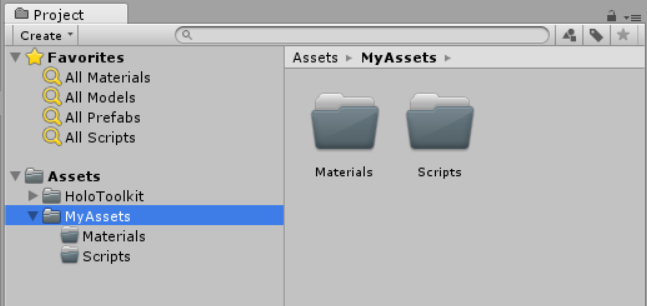 Project
Create
Favorites
All Materials
All Models
All Prefabs
All Scripts
Assets
HoloToolkit
MyAssets
Materials
Scripts
Assets MyAssets
Materials Scripts